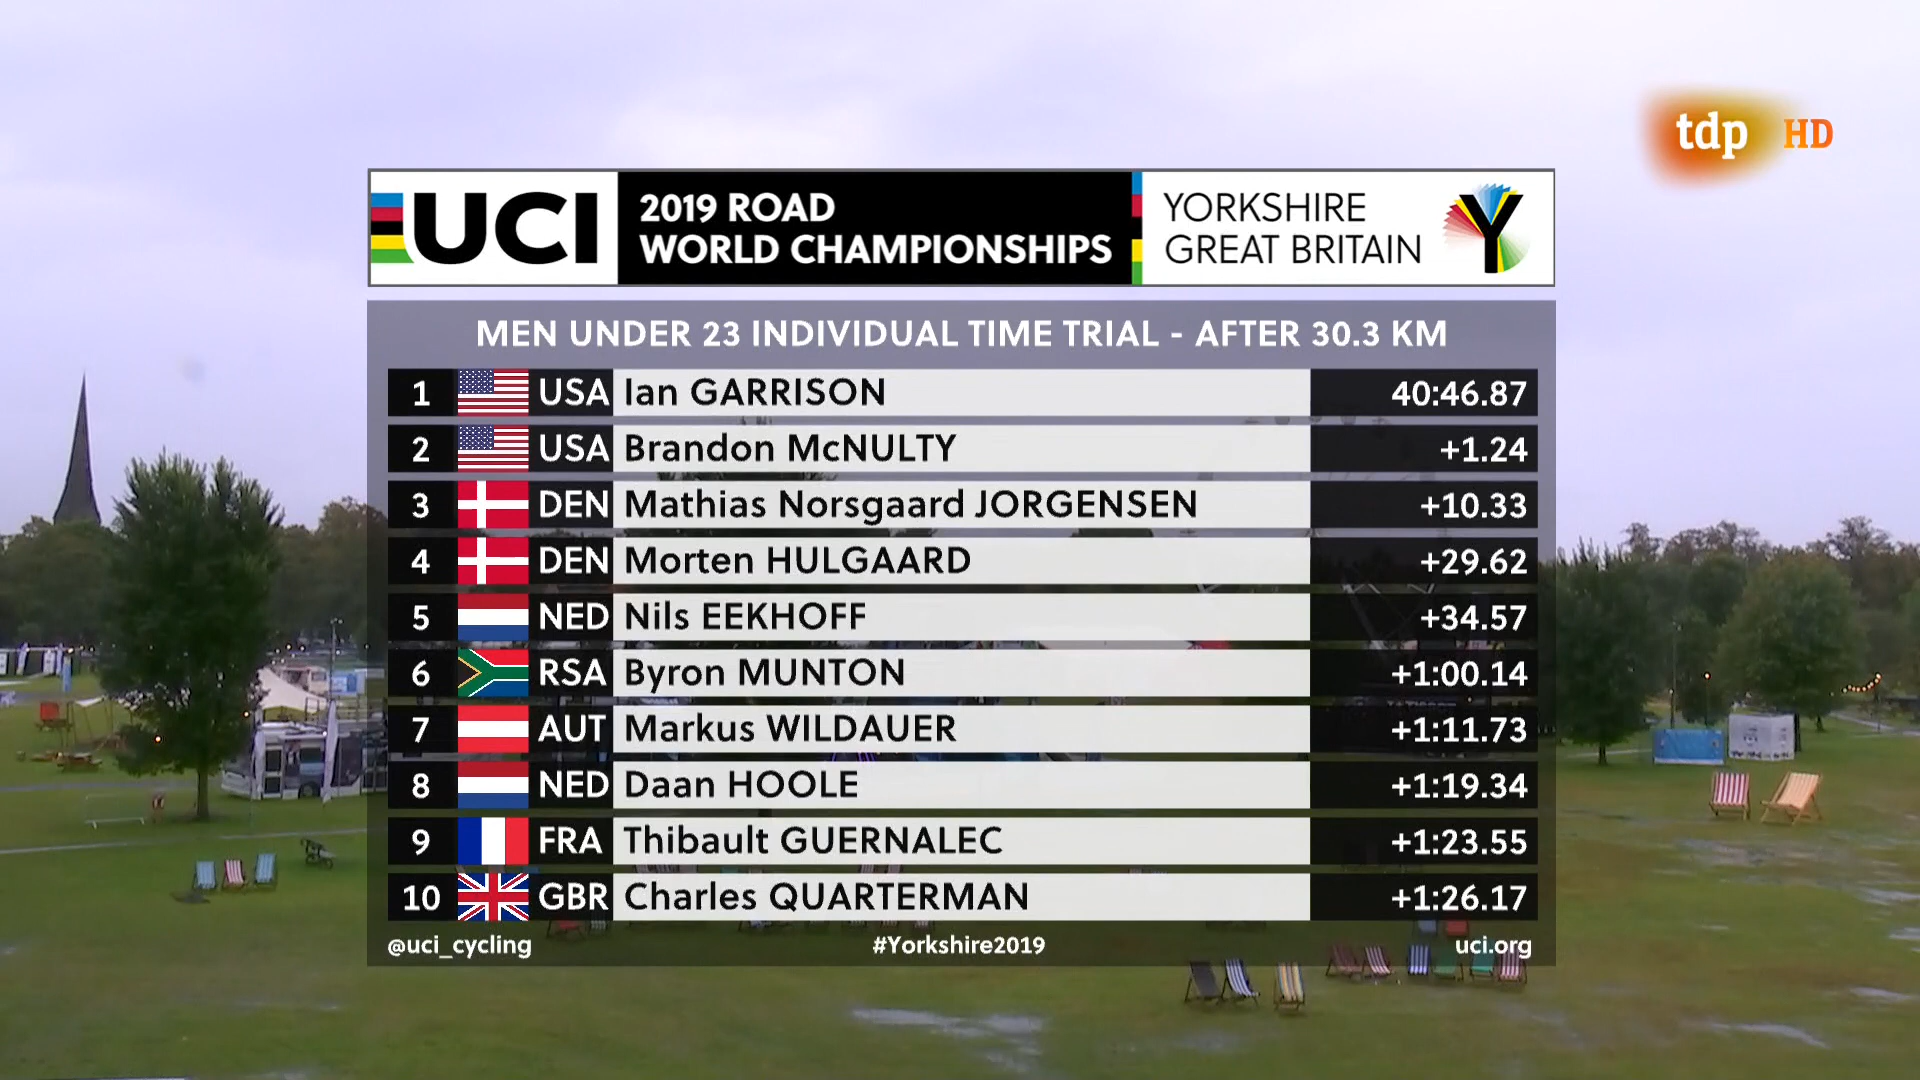 tdp HD
UCI 2019 ROAD WORLD CHAMPIONSHIPS YORKSHIRE GREAT BRITAIN Y
MEN UNDER 23 INDIVIDUAL TIME TRIAL - AFTER 30.3 KM
1 USA Ian GARRISON 40:46.87
2 USA Brandon McNULTY +1.24
3 DEN Mathias Norsgaard JORGENSEN +10.33
4 DEN Morten HULGAARD +29.62
5 NED Nils EEKHOFF +34.57
6 RSA Byron MUNTON +1:00.14
7 AUT Markus WILDAUER +1:11.73
8 NED Daan HOOLE +1:19.34
9 FRA Thibault GUERNALEC +1:23.55
10 GBR Charles QUARTERMAN +1:26.17
@uci_cycling #Yorkshire2019 uci.org